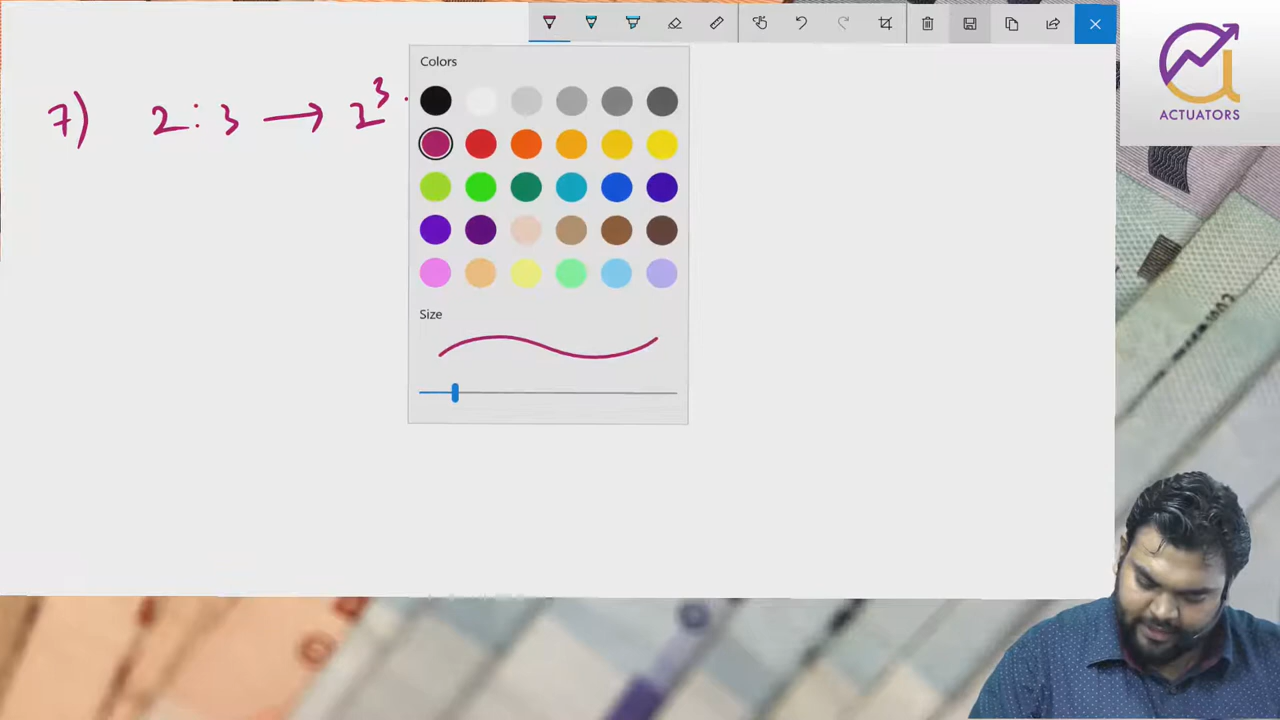 7) 2:3 → 2³
Colors
Size
ACTUATORS